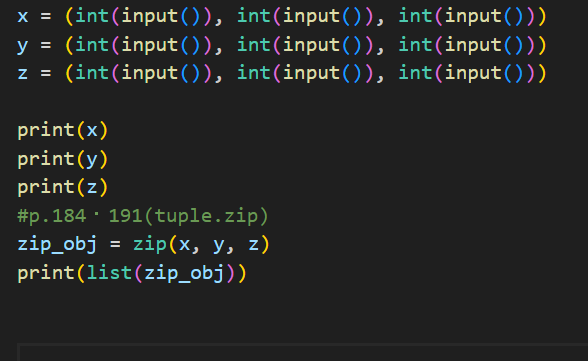 x = (int(input()), int(input()), int(input()))
y = (int(input()), int(input()), int(input()))
z = (int(input()), int(input()), int(input()))
print(x)
print(y)
print(z)
#p.184・191(tuple.zip)
zip_obj = zip(x, y, z)
print(list(zip_obj))